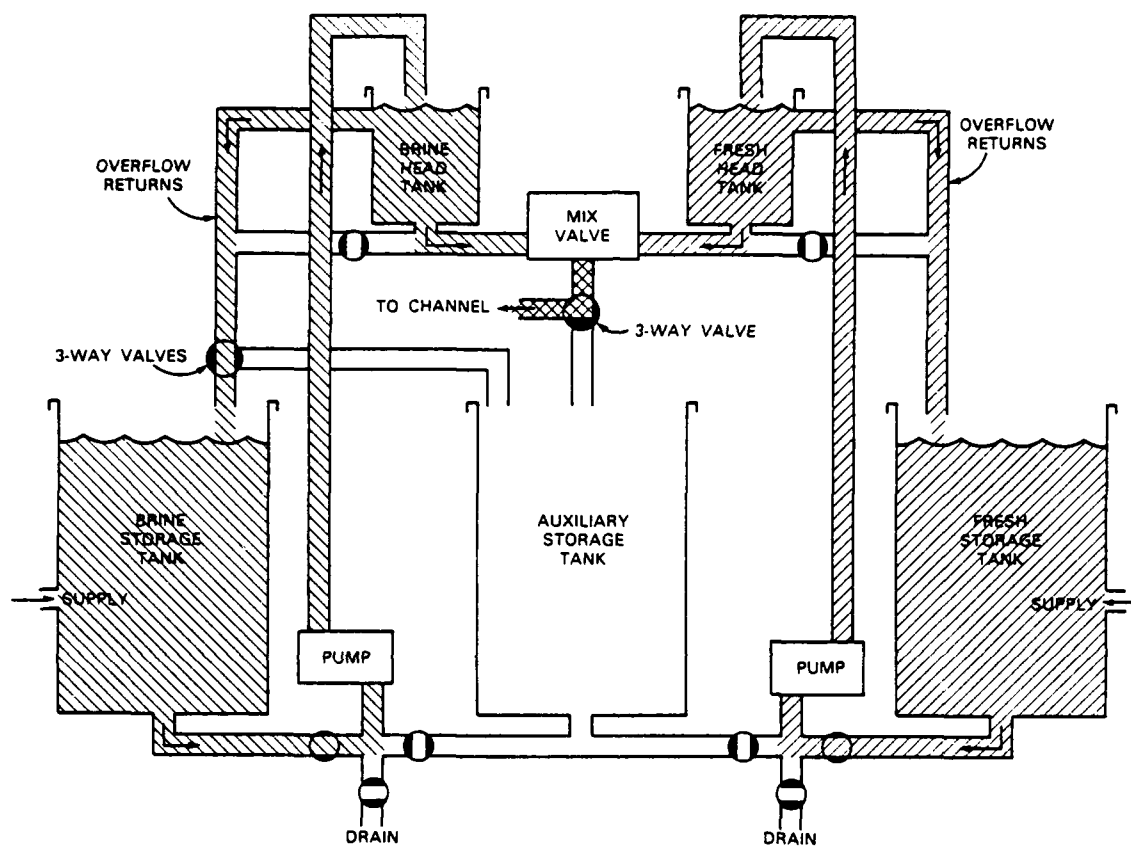 OVERFLOW
RETURNS
BRINE
HEAD
TANK
FRESH
HEAD
TANK
OVERFLOW
RETURNS
MIX
VALVE
TO CHANNEL
3-WAY VALVE
3-WAY VALVES
BRINE
STORAGE
TANK
AUXILIARY
STORAGE
TANK
FRESH
STORAGE
TANK
SUPPLY
SUPPLY
PUMP
PUMP
DRAIN
DRAIN